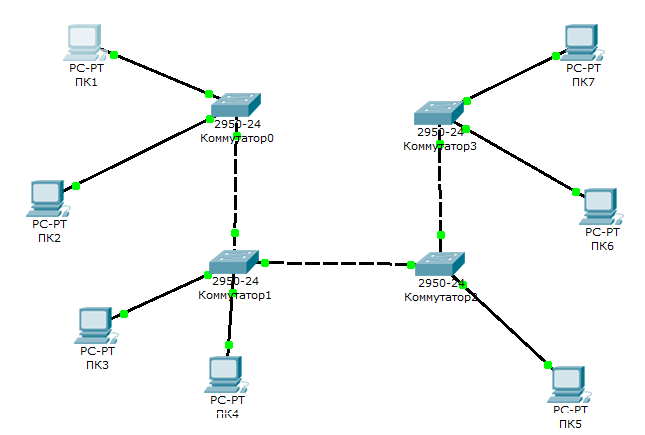 PC-PT
ПК1
PC-PT
ПК7
2950-24
Коммутатор0
2950-24
Коммутатор3
PC-PT
ПК2
PC-PT
ПК6
2950-24
Коммутатор1
2950-24
Коммутатор2
PC-PT
ПК3
PC-PT
ПК4
PC-PT
ПК5